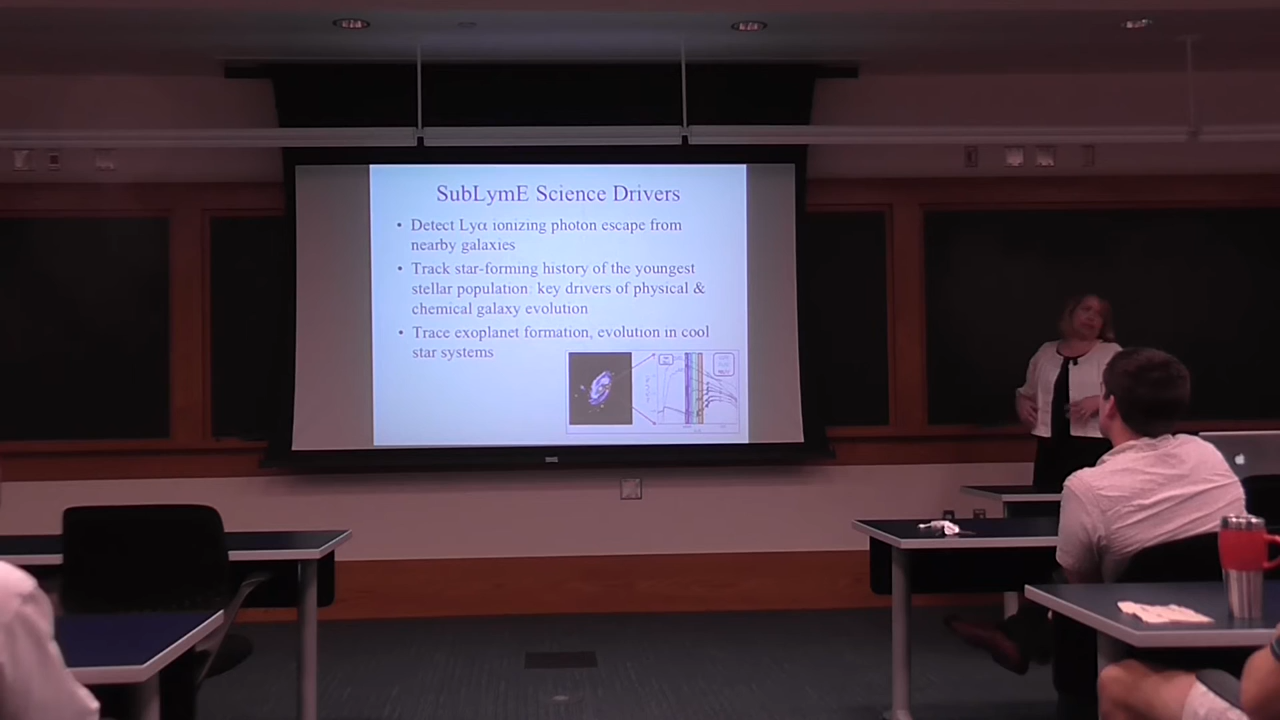 SubLymE Science Drivers
• Detect Lyα ionizing photon escape from
nearby galaxies
• Track star-forming history of the youngest
stellar population: key drivers of physical &
chemical galaxy evolution
• Trace exoplanet formation, evolution in cool
star systems